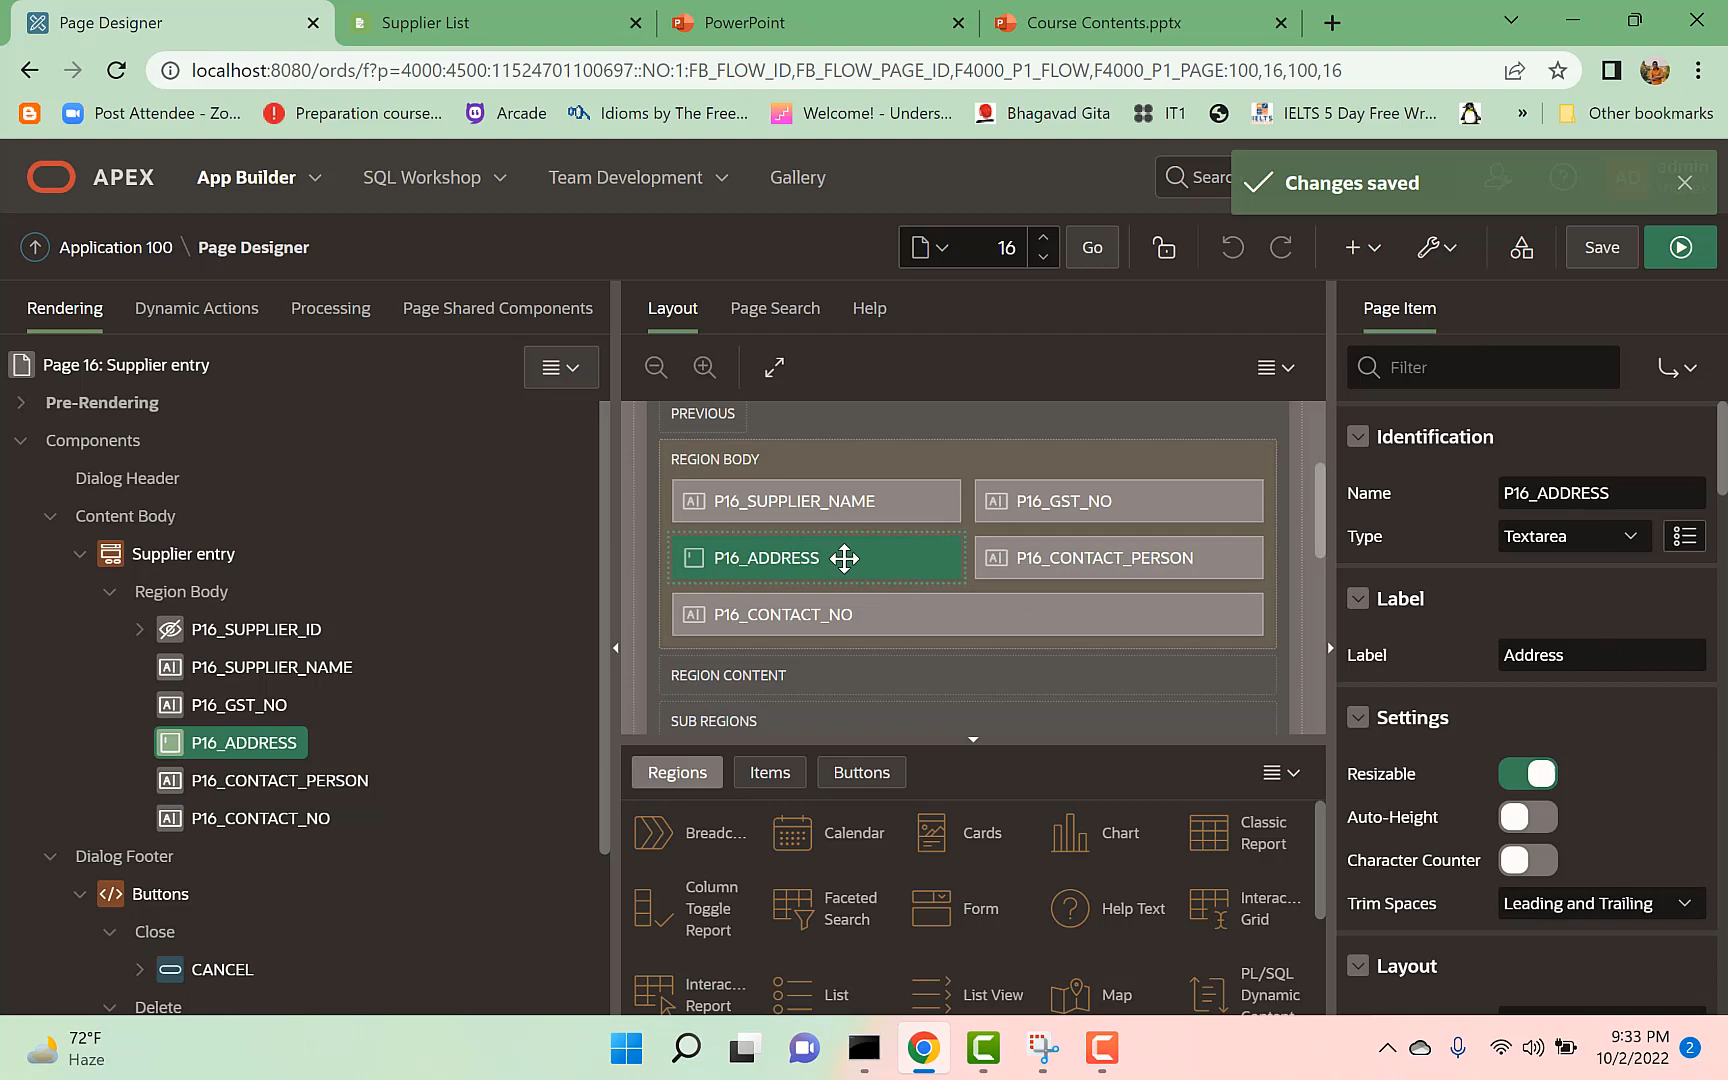 Page Designer
Supplier List
PowerPoint
Course Contents.pptx
localhost:8080/ords/f?p=4000:4500:11524701100697::NO:1:FB_FLOW_ID,FB_FLOW_PAGE_ID,F4000_P1_FLOW,F4000_P1_PAGE:100,16,100,16
Post Attendee - Zo...
Preparation course...
Arcade
Idioms by The Free...
Welcome! - Unders...
Bhagavad Gita
IT1
IELTS
IELTS 5 Day Free Wr...
»
Other bookmarks
APEX
App Builder
SQL Workshop
Team Development
Gallery
Searc
Changes saved
admin
AD
Application 100 \ Page Designer
16
Go
Save
Rendering
Dynamic Actions
Processing
Page Shared Components
Layout
Page Search
Help
Page Item
Page 16: Supplier entry
Pre-Rendering
Components
Dialog Header
Content Body
Supplier entry
Region Body
P16_SUPPLIER_ID
P16_SUPPLIER_NAME
P16_GST_NO
P16_ADDRESS
P16_CONTACT_PERSON
P16_CONTACT_NO
Dialog Footer
Buttons
Close
CANCEL
Delete
PREVIOUS
REGION BODY
P16_SUPPLIER_NAME
P16_GST_NO
P16_ADDRESS
P16_CONTACT_PERSON
P16_CONTACT_NO
REGION CONTENT
SUB REGIONS
Regions
Items
Buttons
Breadc...
Calendar
Cards
Chart
Classic
Report
Column
Toggle
Report
Faceted
Search
Form
Help Text
Interac...
Grid
Interac...
Report
List
List View
Map
PL/SQL
Dynamic
Content
Filter
Identification
Name
P16_ADDRESS
Type
Textarea
Label
Label
Address
Settings
Resizable
Auto-Height
Character Counter
Trim Spaces
Leading and Trailing
Layout
72°F
Haze
9:33 PM
10/2/2022
2